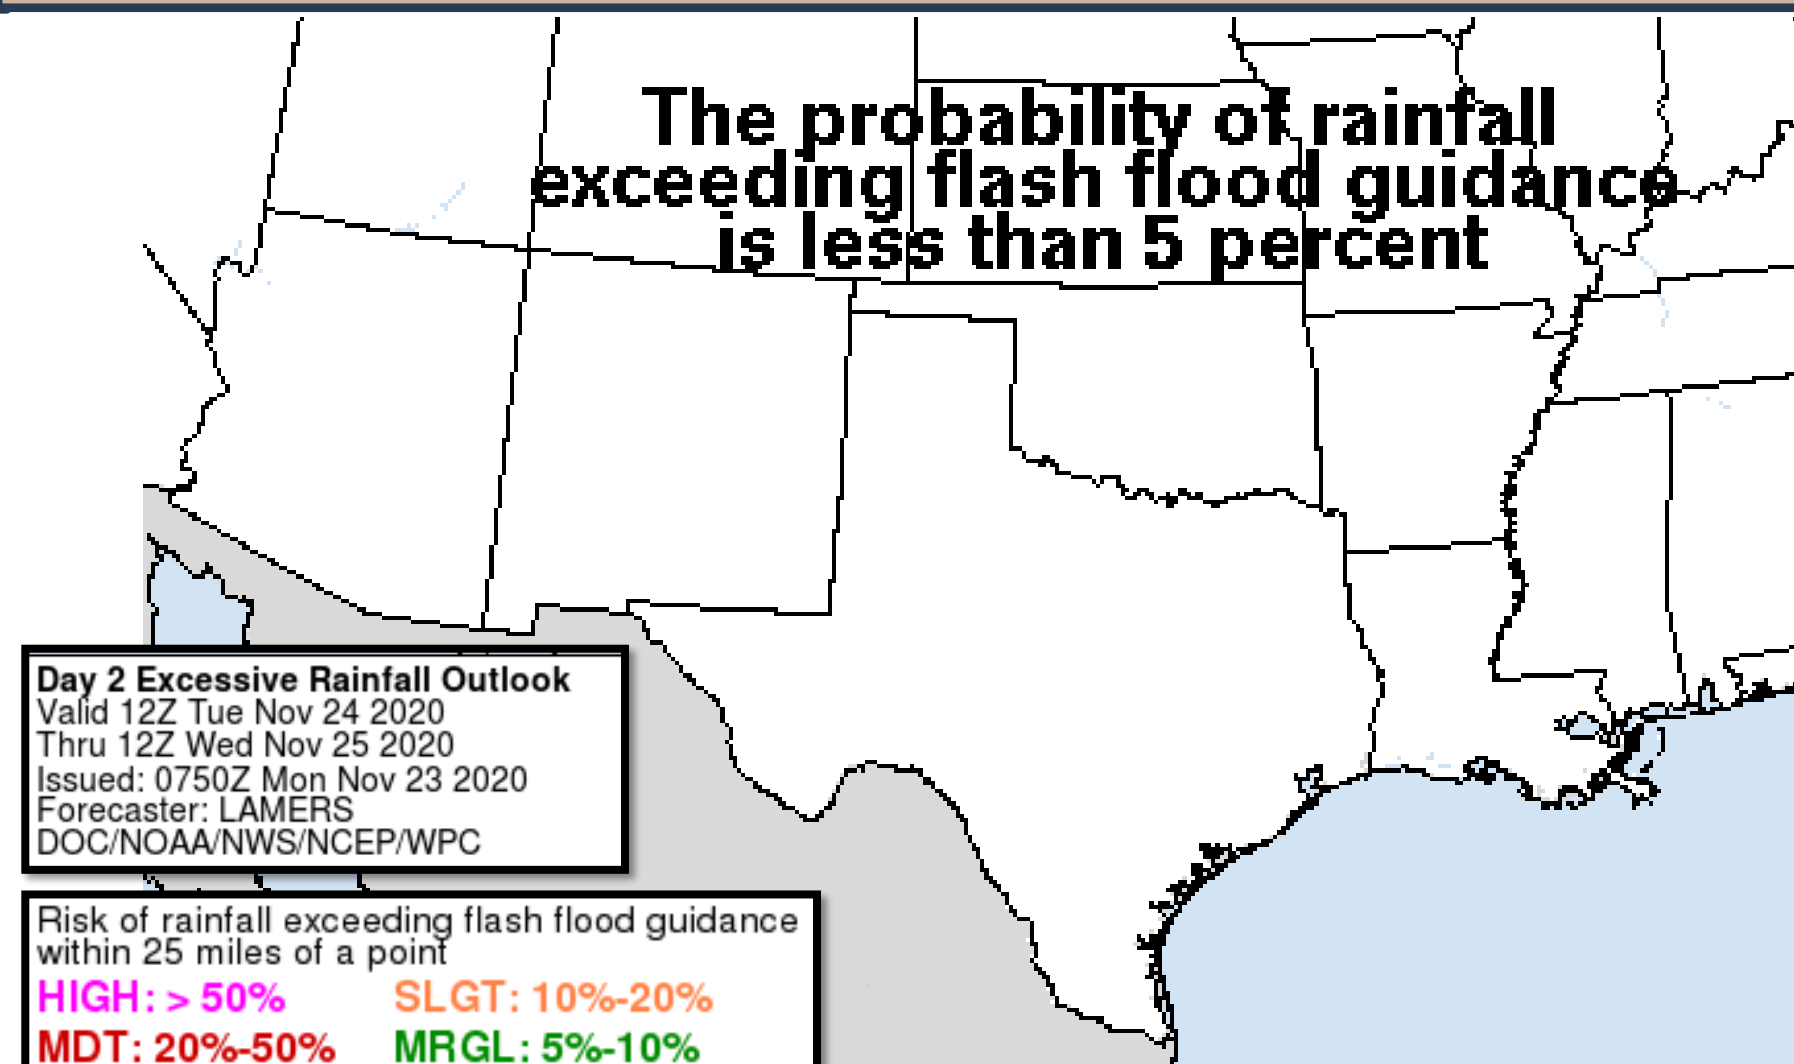 The probability of rainfall
exceeding flash flood guidance
is less than 5 percent
Day 2 Excessive Rainfall Outlook
Valid 12Z Tue Nov 24 2020
Thru 12Z Wed Nov 25 2020
Issued: 0750Z Mon Nov 23 2020
Forecaster: LAMERS
DOC/NOAA/NWS/NCEP/WPC
Risk of rainfall exceeding flash flood guidance
within 25 miles of a point
HIGH: > 50% SLGT: 10%-20%
MDT: 20%-50% MRGL: 5%-10%